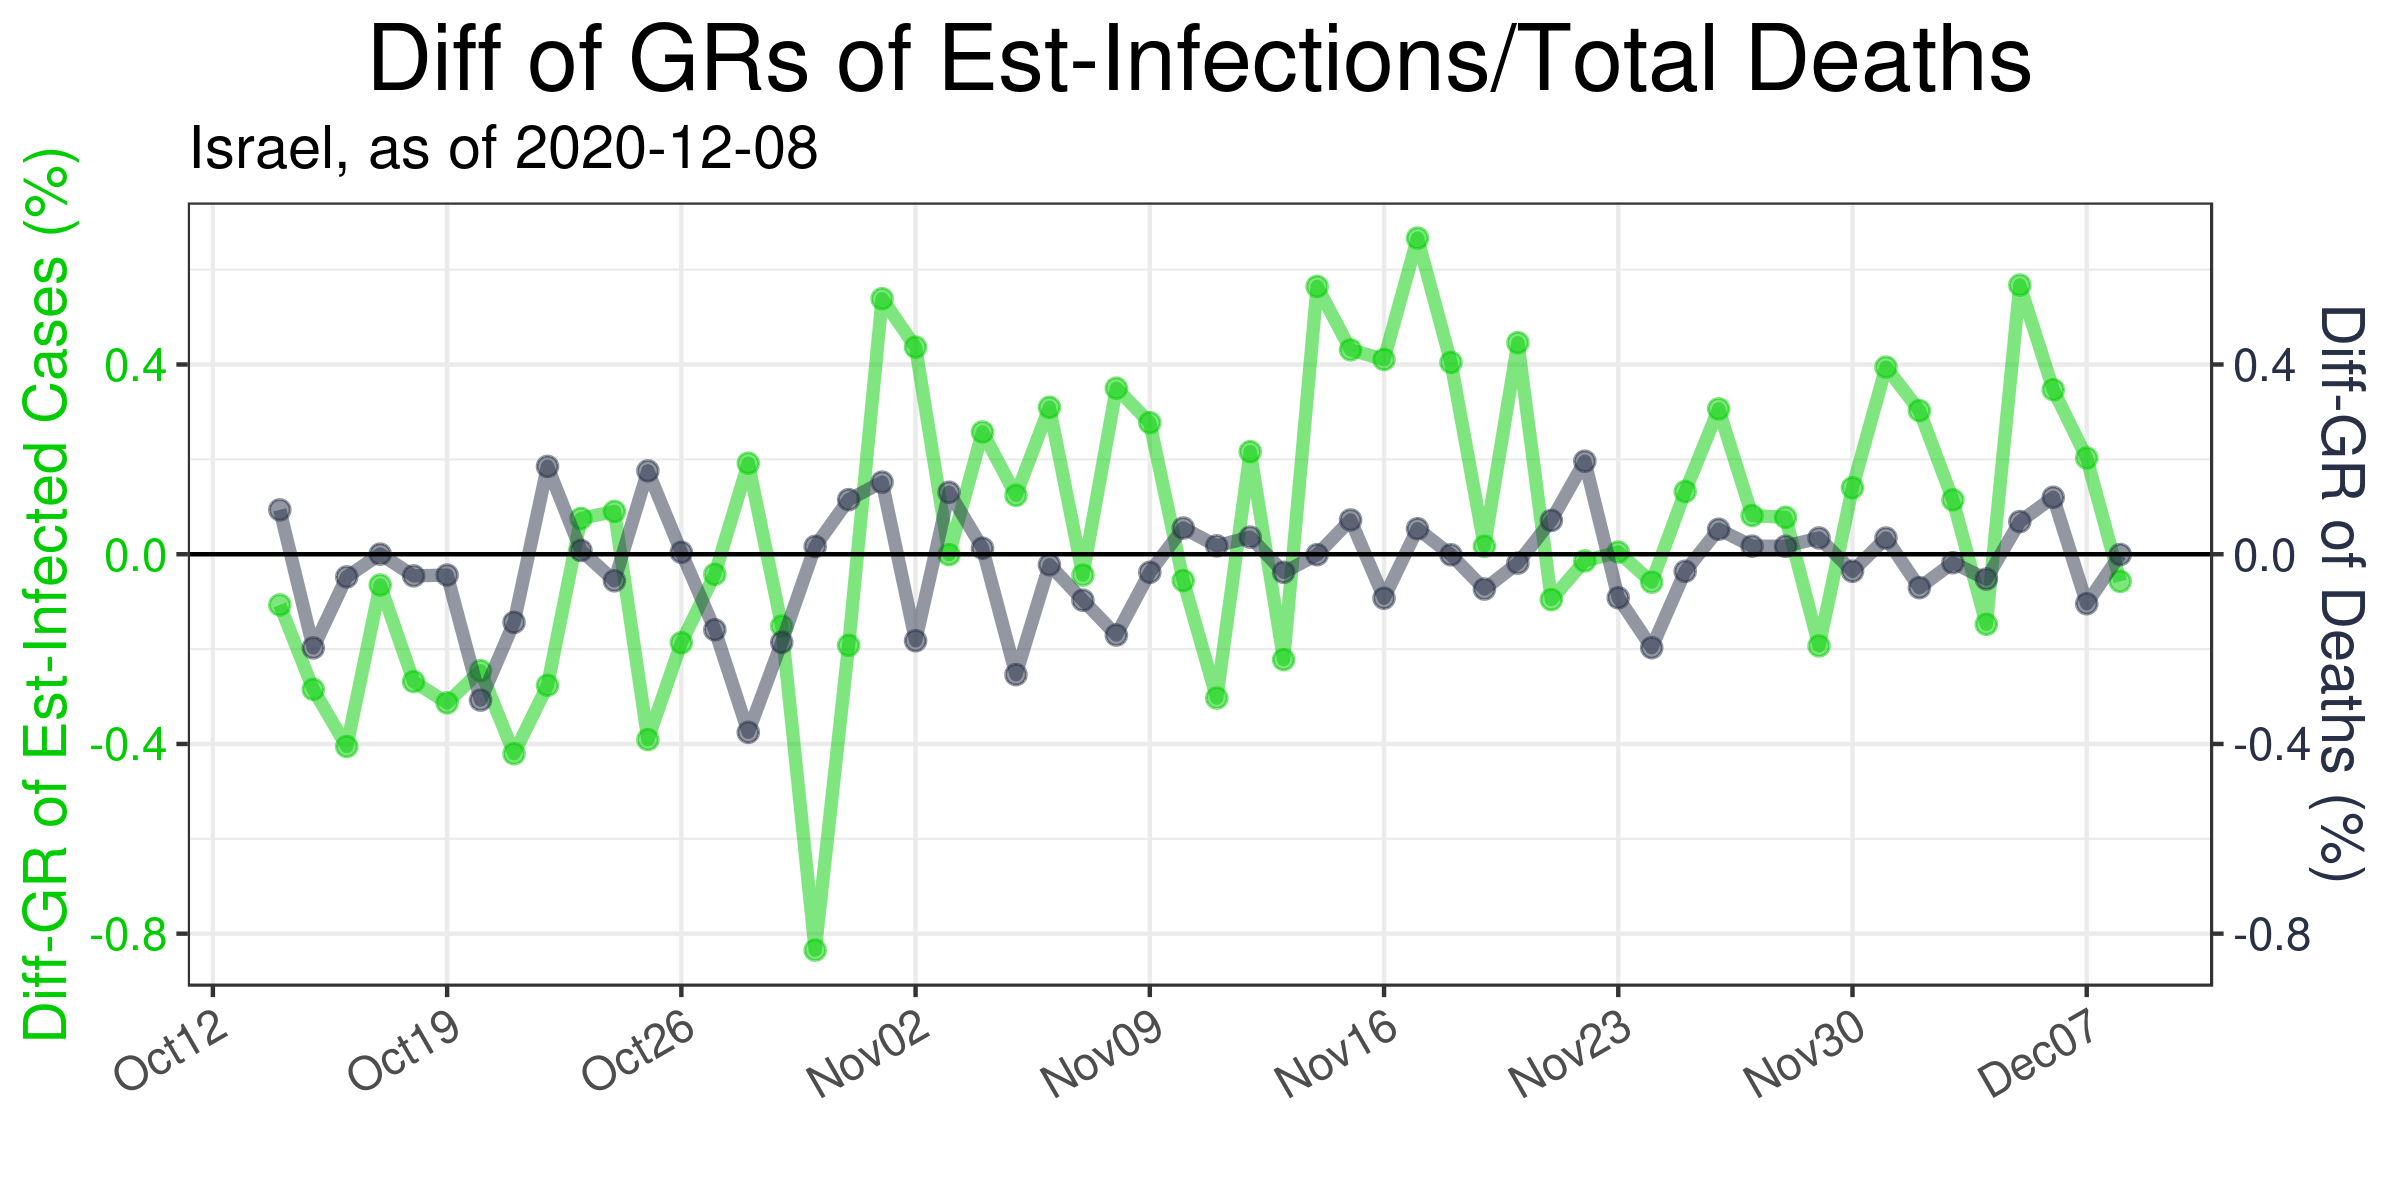 Diff of GRs of Est-Infections/Total Deaths
Israel, as of 2020-12-08
Diff-GR of Est-Infected Cases (%)
0.4
0.0
-0.4
-0.8
0.4
0.0
-0.4
-0.8
Diff-GR of Deaths (%)
Oct12
Oct19
Oct26
Nov02
Nov09
Nov16
Nov23
Nov30
Dec07